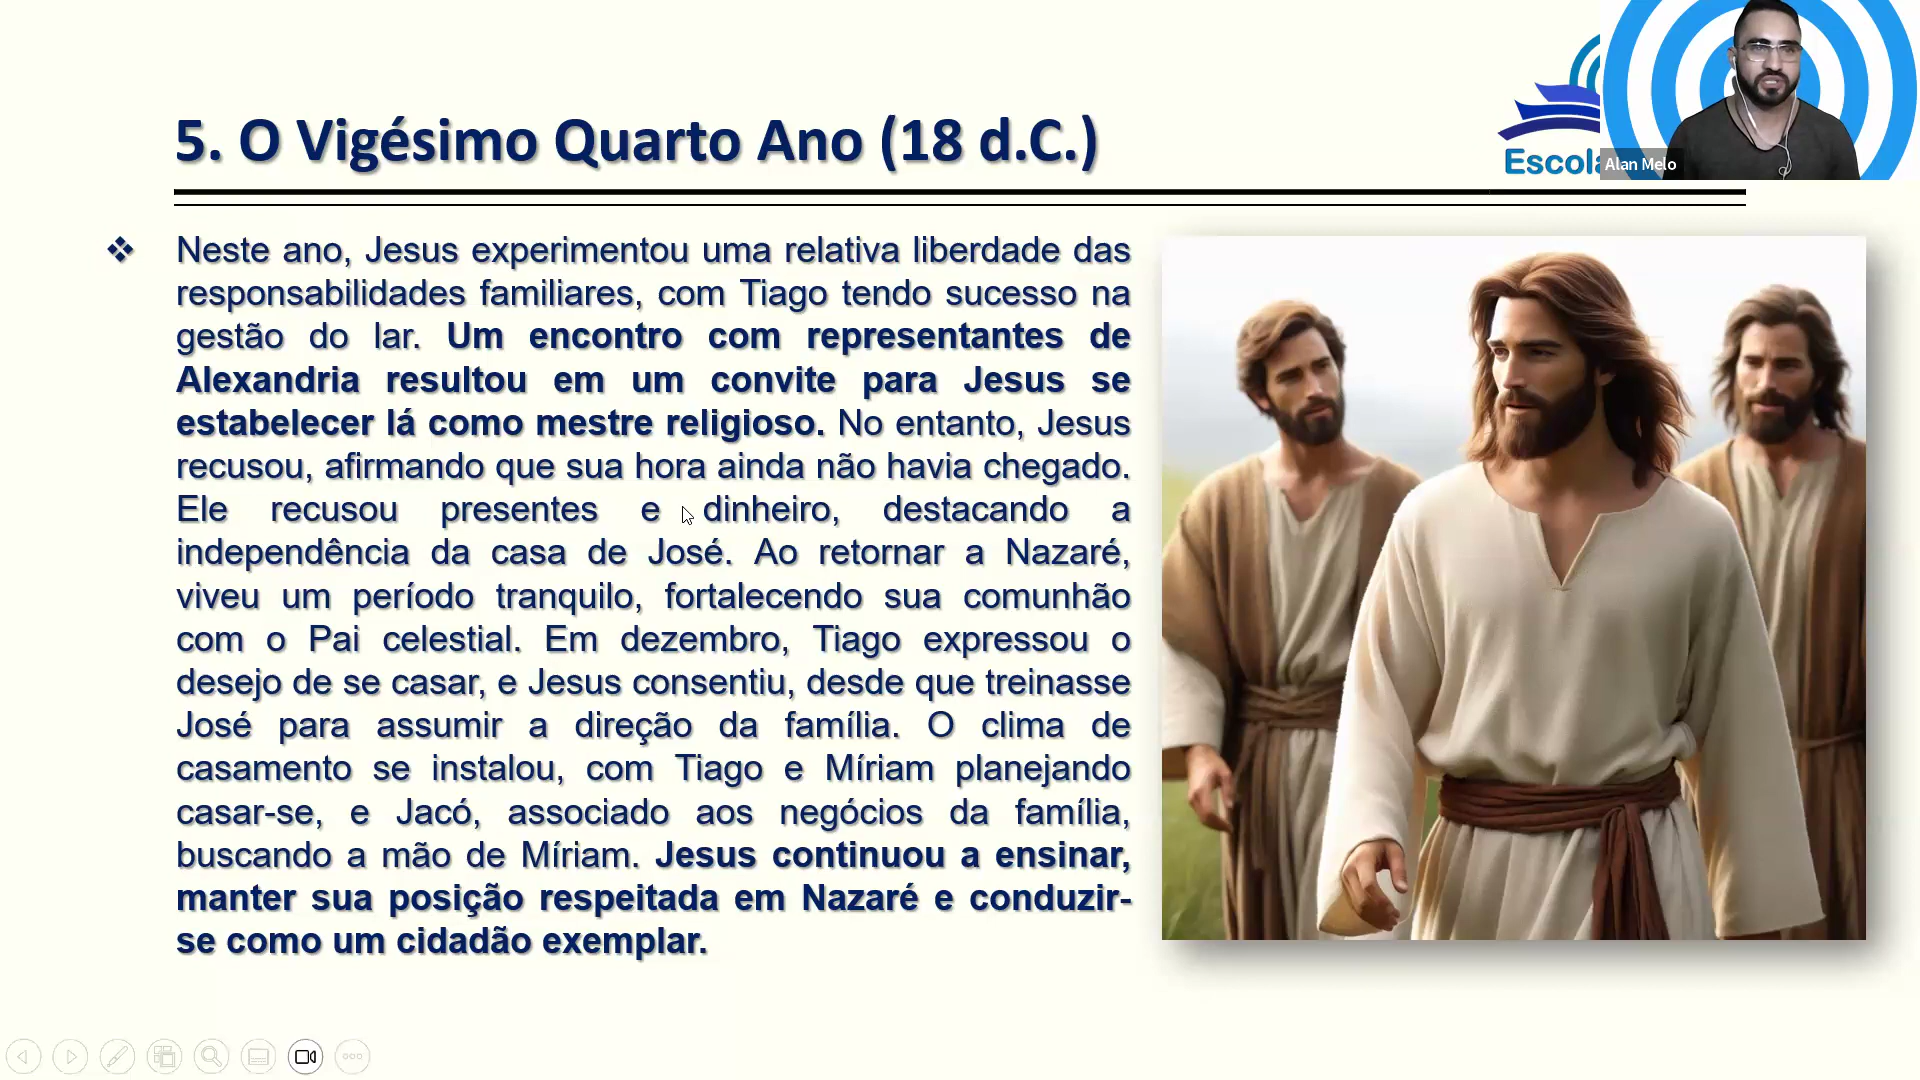 5. O Vigésimo Quarto Ano (18 d.C.)
Escola
Alan Melo
❖ Neste ano, Jesus experimentou uma relativa liberdade das
responsabilidades familiares, com Tiago tendo sucesso na
gestão do lar. Um encontro com representantes de
Alexandria resultou em um convite para Jesus se
estabelecer lá como mestre religioso. No entanto, Jesus
recusou, afirmando que sua hora ainda não havia chegado.
Ele recusou presentes e dinheiro, destacando a
independência da casa de José. Ao retornar a Nazaré,
viveu um período tranquilo, fortalecendo sua comunhão
com o Pai celestial. Em dezembro, Tiago expressou o
desejo de se casar, e Jesus consentiu, desde que treinasse
José para assumir a direção da família. O clima de
casamento se instalou, com Tiago e Míriam planejando
casar-se, e Jacó, associado aos negócios da família,
buscando a mão de Míriam. Jesus continuou a ensinar,
manter sua posição respeitada em Nazaré e conduzir-
se como um cidadão exemplar.